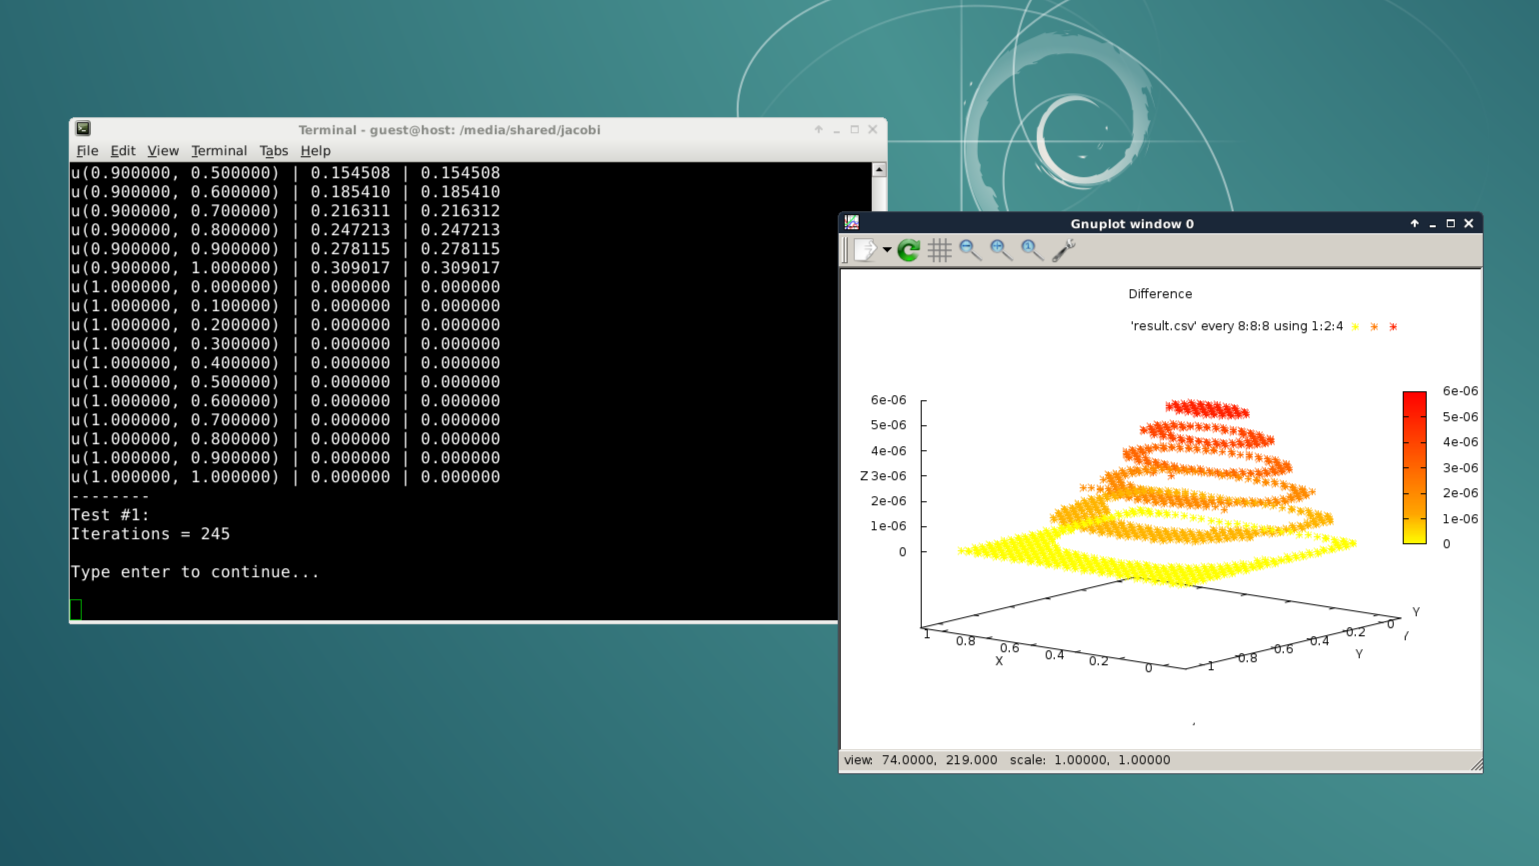 Terminal - guest@host: /media/shared/jacobi
File Edit View Terminal Tabs Help
u(0.900000, 0.500000) | 0.154508 | 0.154508
u(0.900000, 0.600000) | 0.185410 | 0.185410
u(0.900000, 0.700000) | 0.216311 | 0.216312
u(0.900000, 0.800000) | 0.247213 | 0.247213
u(0.900000, 0.900000) | 0.278115 | 0.278115
u(0.900000, 1.000000) | 0.309017 | 0.309017
u(1.000000, 0.000000) | 0.000000 | 0.000000
u(1.000000, 0.100000) | 0.000000 | 0.000000
u(1.000000, 0.200000) | 0.000000 | 0.000000
u(1.000000, 0.300000) | 0.000000 | 0.000000
u(1.000000, 0.400000) | 0.000000 | 0.000000
u(1.000000, 0.500000) | 0.000000 | 0.000000
u(1.000000, 0.600000) | 0.000000 | 0.000000
u(1.000000, 0.700000) | 0.000000 | 0.000000
u(1.000000, 0.800000) | 0.000000 | 0.000000
u(1.000000, 0.900000) | 0.000000 | 0.000000
u(1.000000, 1.000000) | 0.000000 | 0.000000
--------
Test #1:
Iterations = 245
Type enter to continue...
Gnuplot window 0
Difference
'result.csv' every 8:8:8 using 1:2:4
6e-06
5e-06
4e-06
Z 3e-06
2e-06
1e-06
0
6e-06
5e-06
4e-06
3e-06
2e-06
1e-06
0
1 0.8 0.6 0.4 0.2 0
X
1 0.8 0.6 0.4 0.2 0
Y
Y
view: 74.0000, 219.000 scale: 1.00000, 1.00000